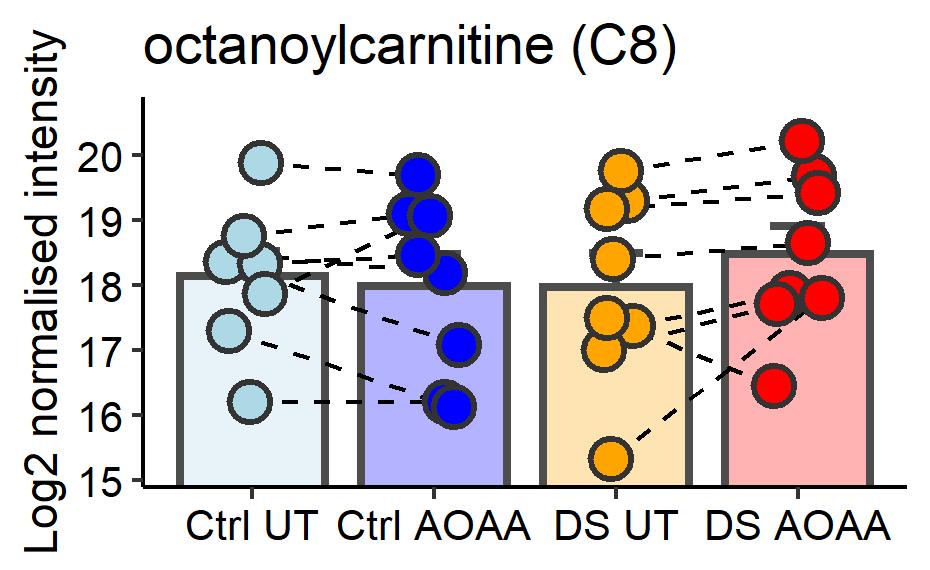 octanoylcarnitine (C8)
Log2 normalised intensity
20
19
18
17
16
15
Ctrl UT
Ctrl AOAA
DS UT
DS AOAA